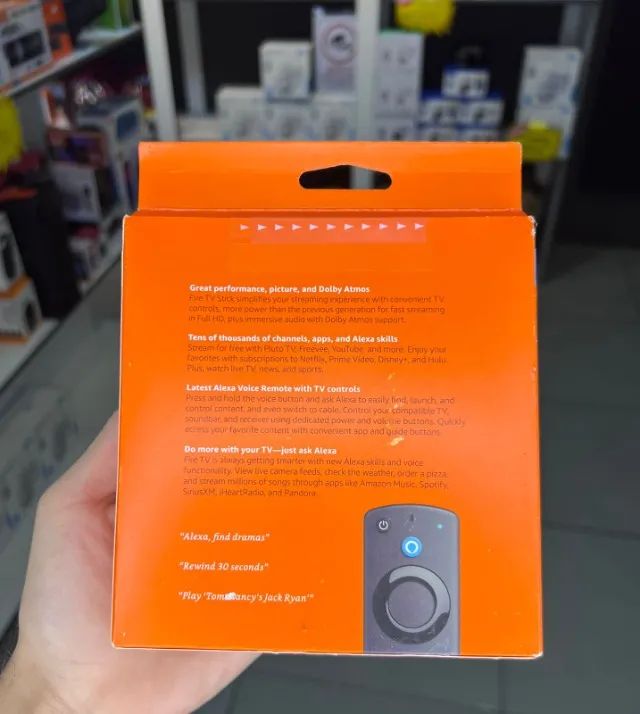 Great performance, picture, and Dolby Atmos
Fire TV Stick simplifies your streaming experience with convenient TV
controls, more power than the previous generation for fast streaming
in Full HD, plus immersive audio with Dolby Atmos support.
Tens of thousands of channels, apps, and Alexa skills
Stream for free with Pluto TV, Freevee, YouTube, and more. Enjoy your
favorites with subscriptions to Netflix, Prime Video, Disney+, and Hulu.
Plus, watch live TV, news, and sports.
Latest Alexa Voice Remote with TV controls
Press and hold the voice button and ask Alexa to easily find, launch, and
control content, and even switch to cable. Control your compatible TV,
soundbar, and receiver using dedicated power and volume buttons. Quickly
access your favorite content with convenient app and guide buttons.
Do more with your TV—just ask Alexa
Fire TV is always getting smarter with new Alexa skills and voice
functionality. View live camera feeds, check the weather, order a pizza,
and stream millions of songs through apps like Amazon Music, Spotify,
SiriusXM, iHeartRadio, and Pandora.
"Alexa, find dramas"
"Rewind 30 seconds"
"Play 'Tom Clancy's Jack Ryan'"